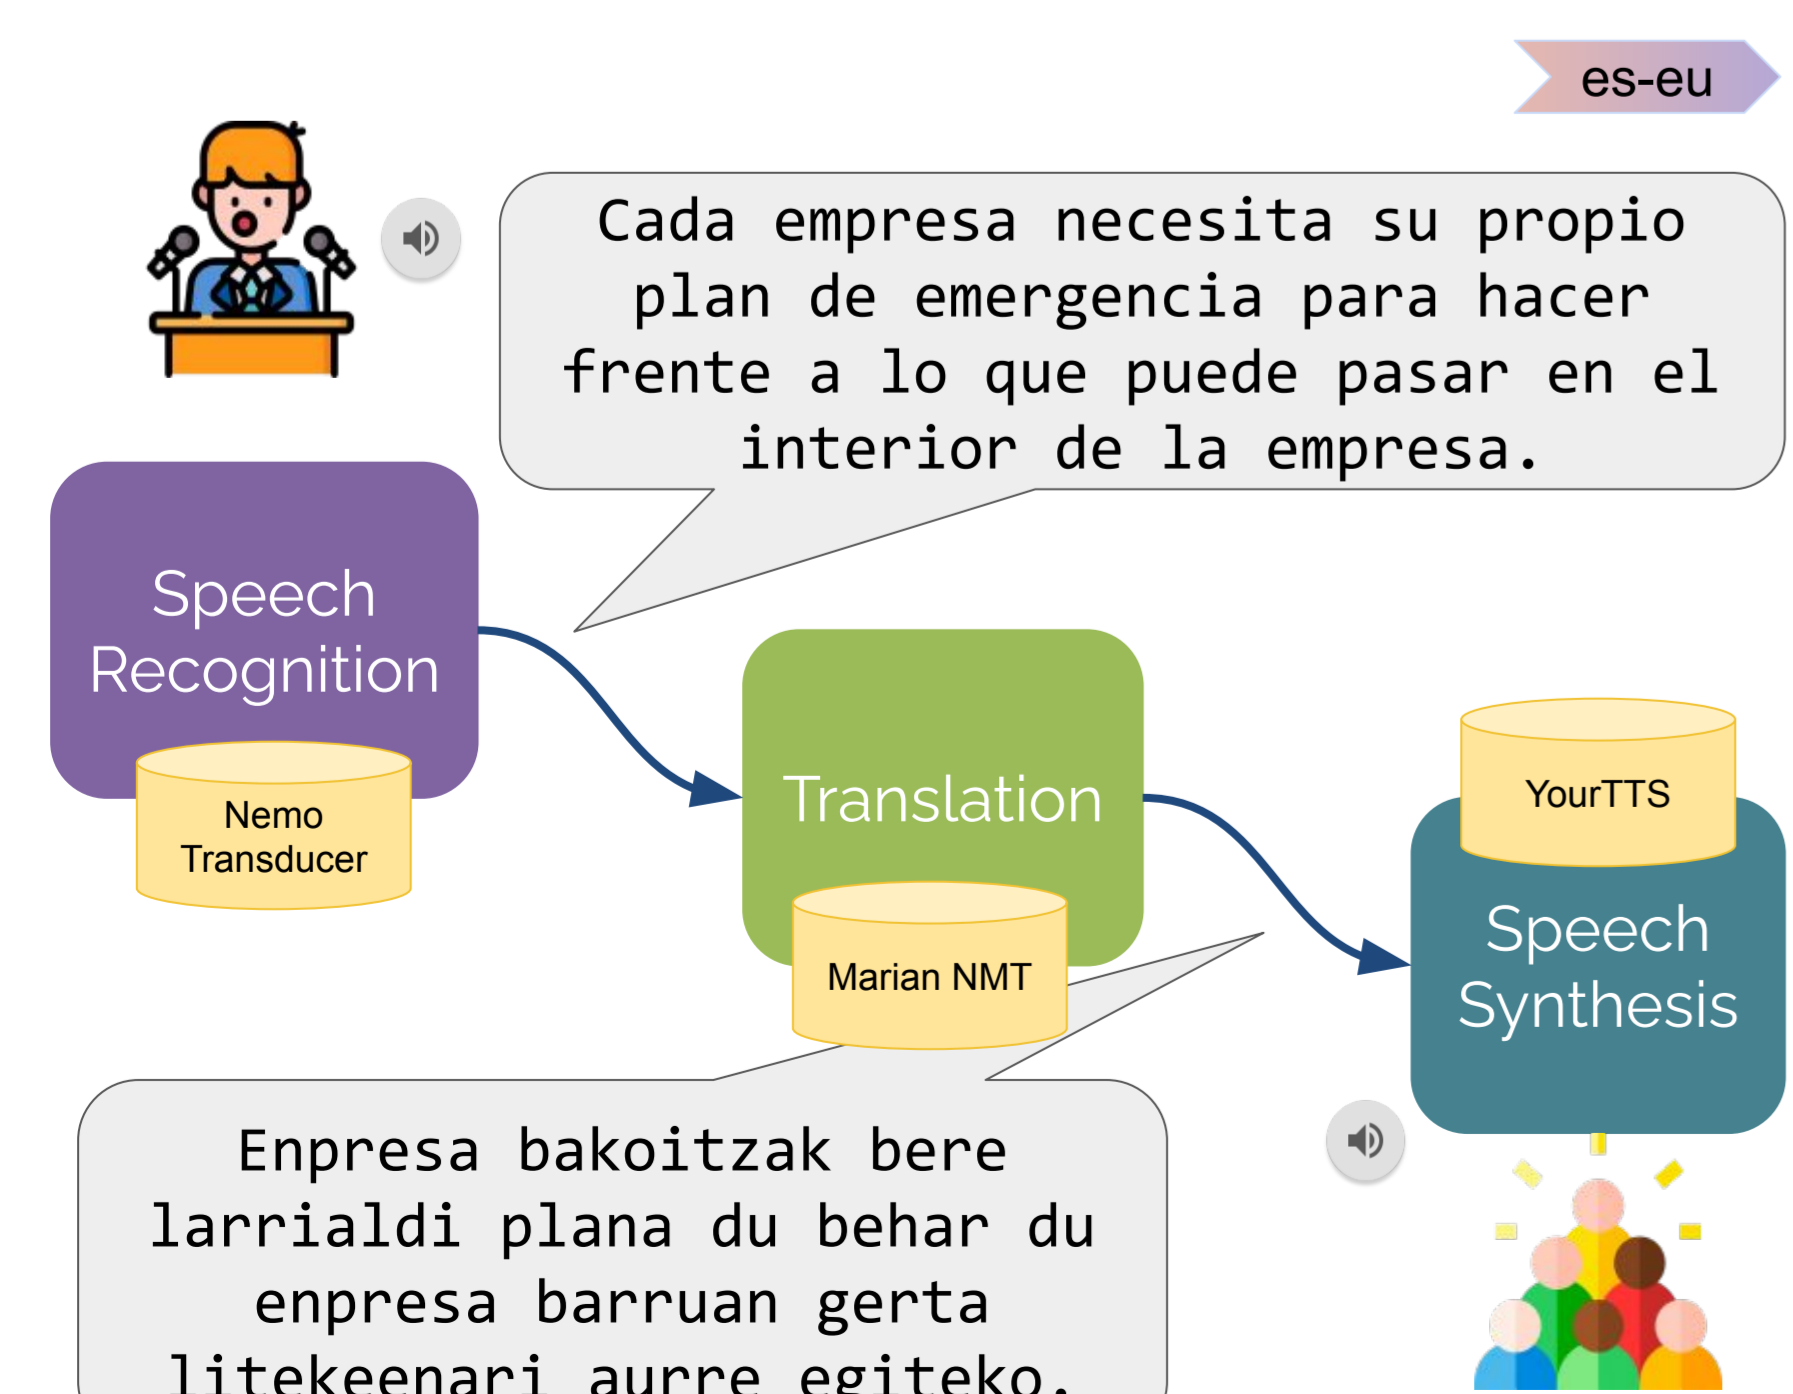 es-eu
Cada empresa necesita su propio
plan de emergencia para hacer
frente a lo que puede pasar en el
interior de la empresa.
Speech
Recognition
Nemo
Transducer
Translation
Marian NMT
YourTTS
Speech
Synthesis
Enpresa bakoitzak bere
larrialdi plana du behar du
enpresa barruan gerta
litekeenari aurre egiteko.